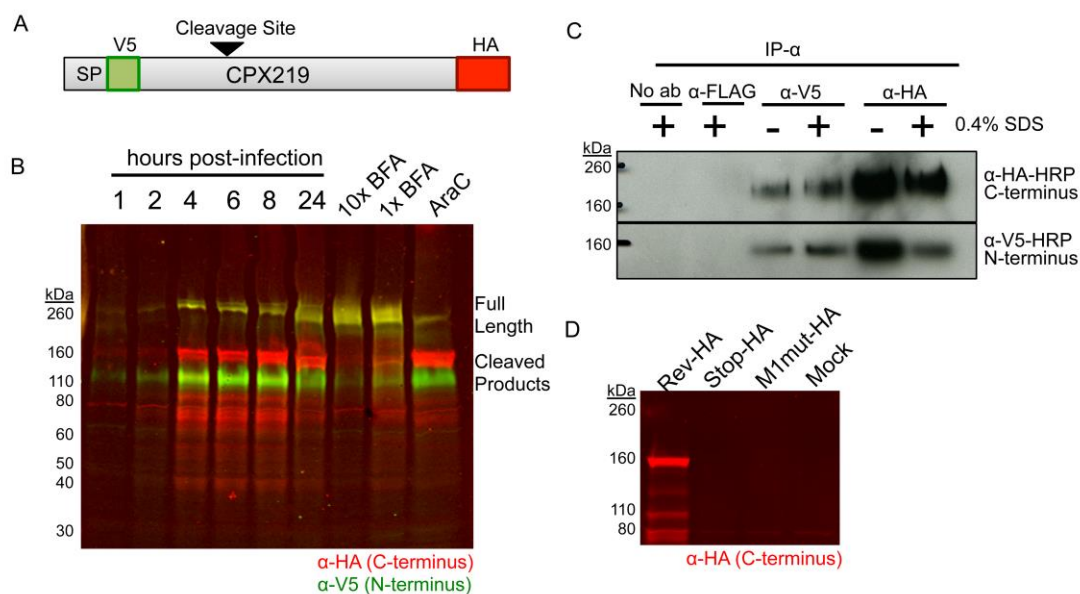 A
V5
Cleavage Site
HA
SP
CPX219
B
hours post-infection
1 2 4 6 8 24 10x BFA 1x BFA AraC
kDa
260
160
110
80
60
50
40
30
Full
Length
Cleaved
Products
α-HA (C-terminus)
α-V5 (N-terminus)
C
IP-α
No ab α-FLAG α-V5 α-HA
+ + - + - + 0.4% SDS
kDa
260
160
160
α-HA-HRP
C-terminus
α-V5-HRP
N-terminus
D
Rev-HA Stop-HA M1mut-HA Mock
kDa
260
160
110
80
α-HA (C-terminus)